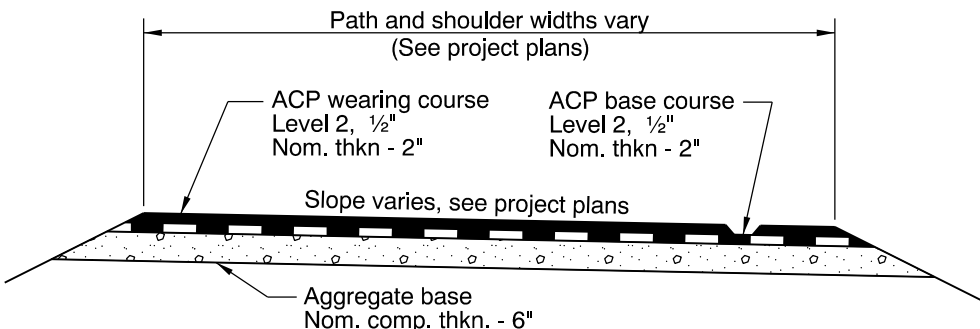 Path and shoulder widths vary
(See project plans)
ACP wearing course
Level 2, ½"
Nom. thkn - 2"
ACP base course
Level 2, ½"
Nom. thkn - 2"
Slope varies, see project plans
Aggregate base
Nom. comp. thkn. - 6"